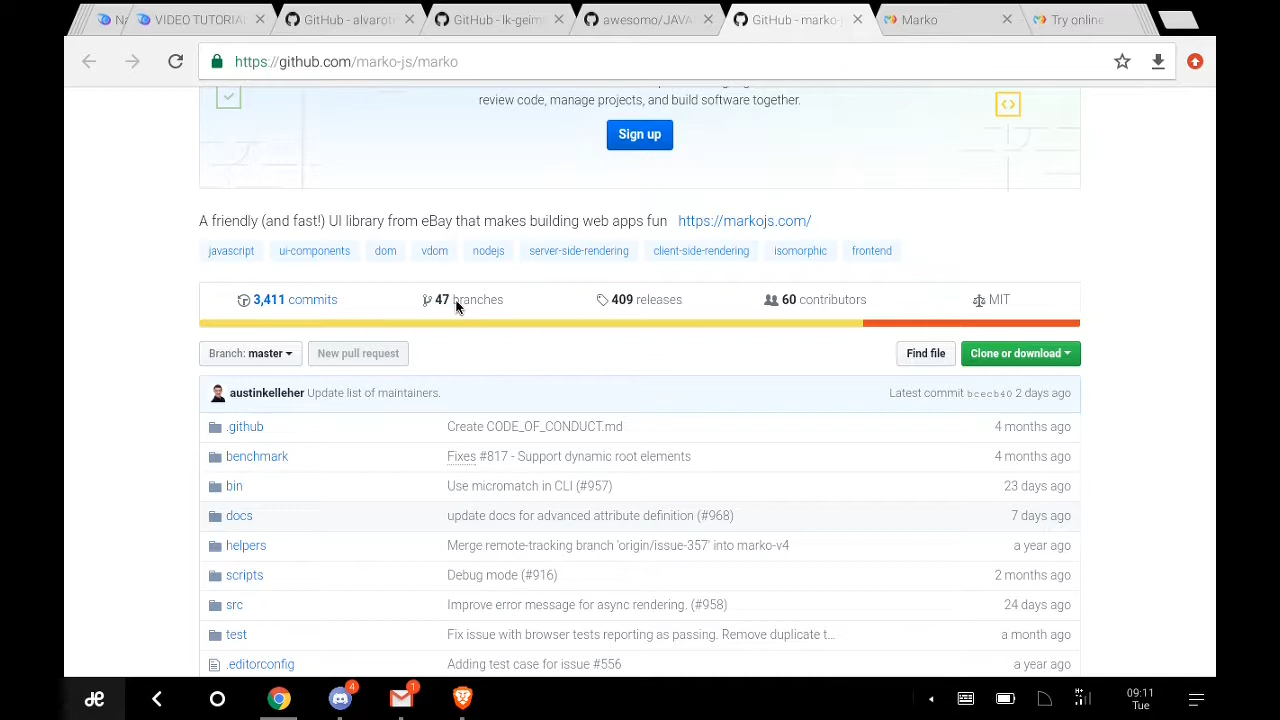 N
VIDEO TUTORIA
GitHub - alvarot
GitHub - lk-geim
awesomo/JAVA
GitHub - marko-j
Marko
Try online
https://github.com/marko-js/marko
review code, manage projects, and build software together.
Sign up
A friendly (and fast!) UI library from eBay that makes building web apps fun https://markojs.com/
javascript ui-components dom vdom nodejs server-side-rendering client-side-rendering isomorphic frontend
3,411 commits 47 branches 409 releases 60 contributors MIT
Branch: master New pull request Find file Clone or download
austinkelleher Update list of maintainers. Latest commit bcecb40 2 days ago
.github Create CODE_OF_CONDUCT.md 4 months ago
benchmark Fixes #817 - Support dynamic root elements 4 months ago
bin Use micromatch in CLI (#957) 23 days ago
docs update docs for advanced attribute definition (#968) 7 days ago
helpers Merge remote-tracking branch 'origin/issue-357' into marko-v4 a year ago
scripts Debug mode (#916) 2 months ago
src Improve error message for async rendering. (#958) 24 days ago
test Fix issue with browser tests reporting as passing. Remove duplicate t... a month ago
.editorconfig Adding test case for issue #556 a year ago
4
1
09:11
Tue